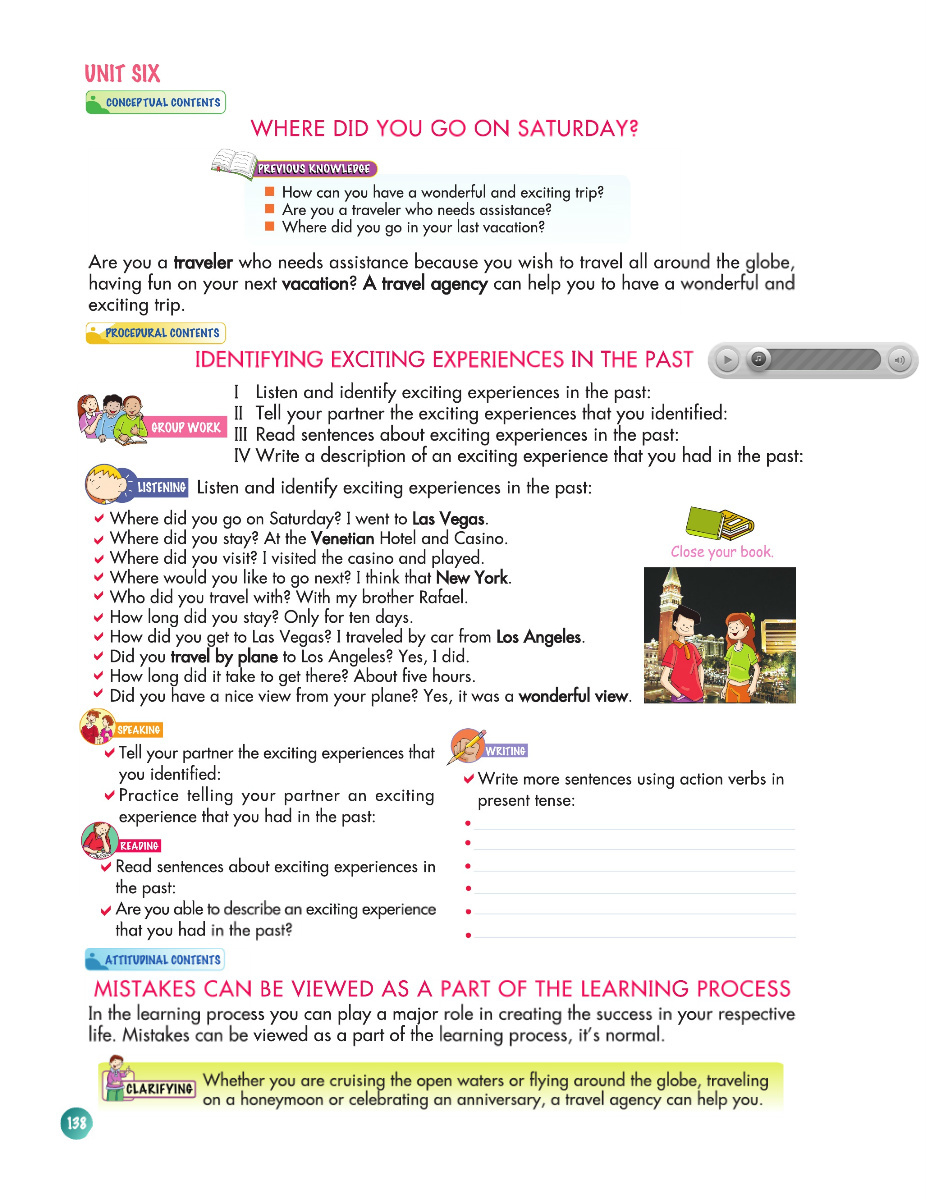 UNIT SIX
CONCEPTUAL CONTENTS
WHERE DID YOU GO ON SATURDAY?
PREVIOUS KNOWLEDGE
How can you have a wonderful and exciting trip?
Are you a traveler who needs assistance?
Where did you go in your last vacation?
Are you a traveler who needs assistance because you wish to travel all around the globe,
having fun on your next vacation? A travel agency can help you to have a wonderful and
exciting trip.
PROCEDURAL CONTENTS
IDENTIFYING EXCITING EXPERIENCES IN THE PAST
GROUP WORK
I Listen and identify exciting experiences in the past:
II Tell your partner the exciting experiences that you identified:
III Read sentences about exciting experiences in the past:
IV Write a description of an exciting experience that you had in the past:
LISTENING Listen and identify exciting experiences in the past:
Where did you go on Saturday? I went to Las Vegas.
Where did you stay? At the Venetian Hotel and Casino.
Where did you visit? I visited the casino and played.
Where would you like to go next? I think that New York.
Who did you travel with? With my brother Rafael.
How long did you stay? Only for ten days.
How did you get to Las Vegas? I traveled by car from Los Angeles.
Did you travel by plane to Los Angeles? Yes, I did.
How long did it take to get there? About five hours.
Did you have a nice view from your plane? Yes, it was a wonderful view.
Close your book.
SPEAKING
Tell your partner the exciting experiences that
you identified:
Practice telling your partner an exciting
experience that you had in the past:
READING
Read sentences about exciting experiences in
the past:
Are you able to describe an exciting experience
that you had in the past?
WRITING
Write more sentences using action verbs in
present tense:
ATTITUDINAL CONTENTS
MISTAKES CAN BE VIEWED AS A PART OF THE LEARNING PROCESS
In the learning process you can play a major role in creating the success in your respective
life. Mistakes can be viewed as a part of the learning process, it's normal.
CLARIFYING
Whether you are cruising the open waters or flying around the globe, traveling
on a honeymoon or celebrating an anniversary, a travel agency can help you.
138